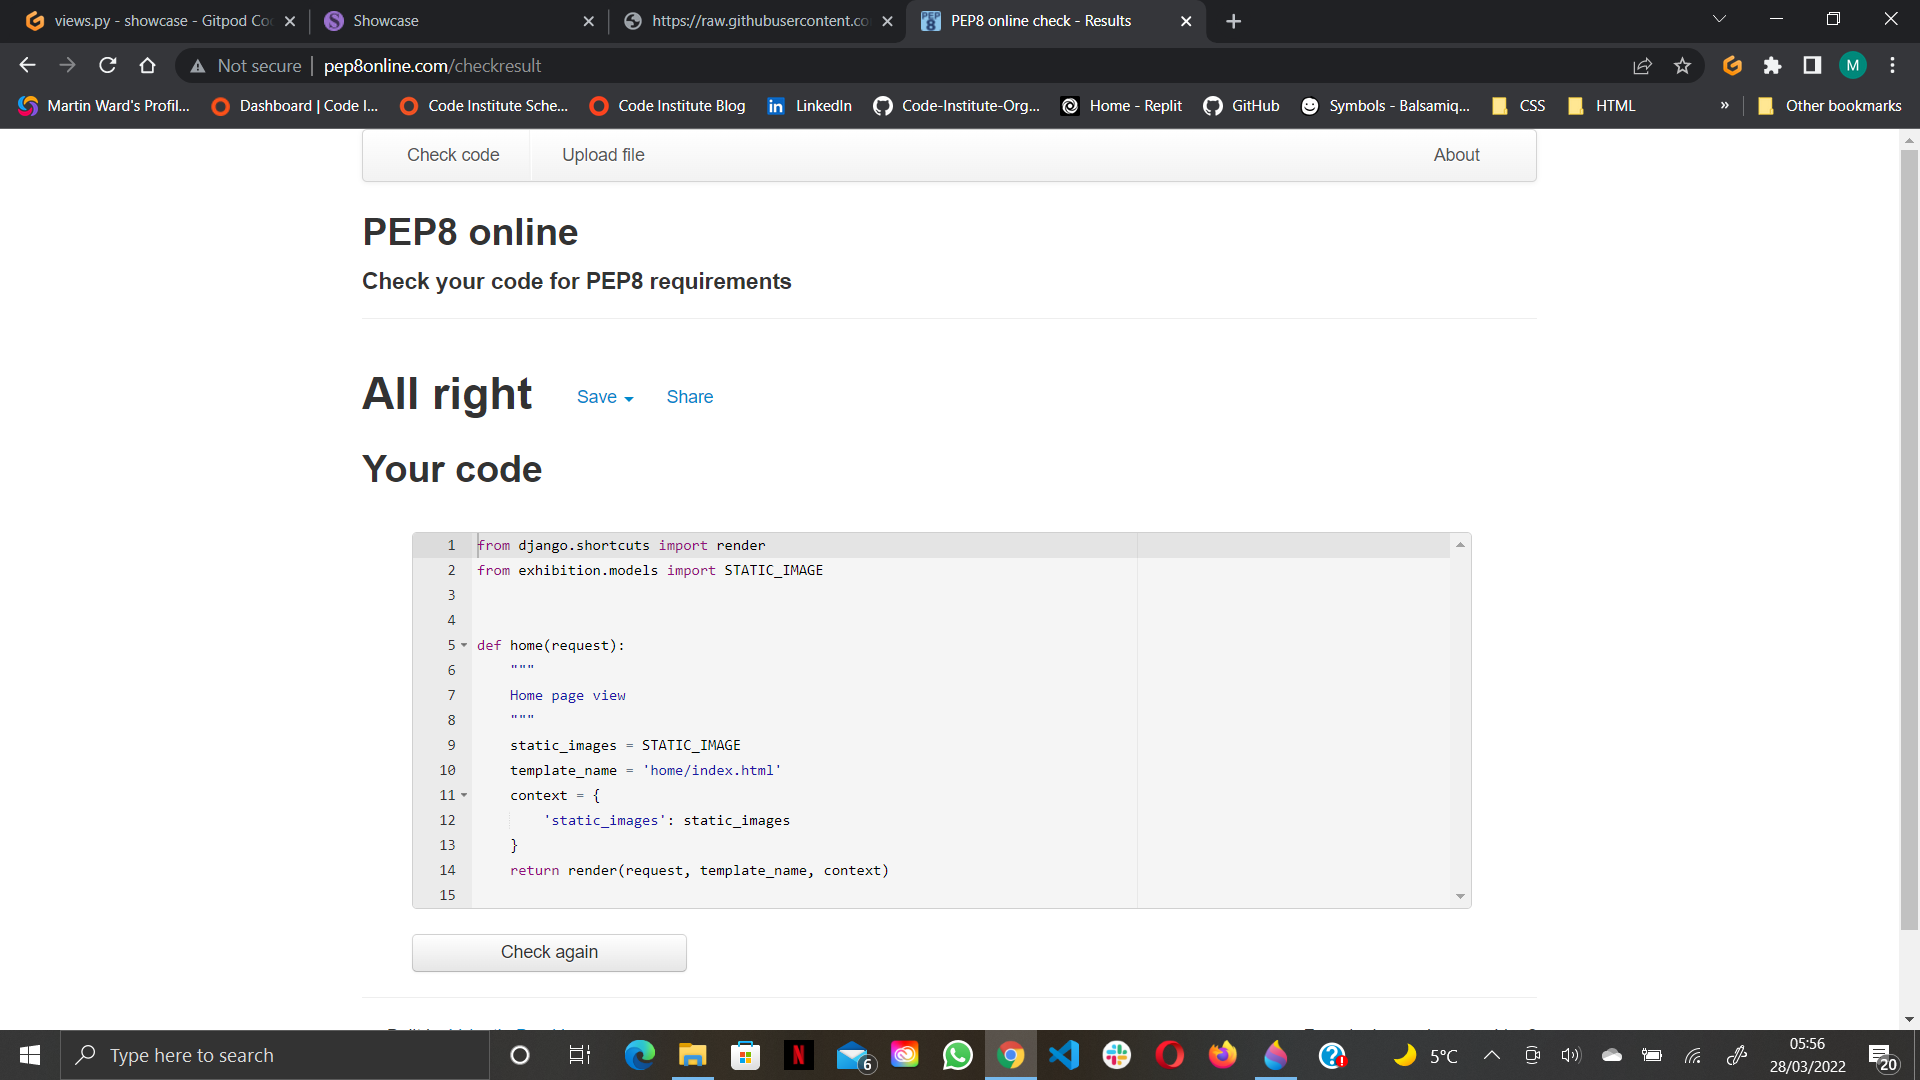 views.py - showcase - Gitpod Co
Showcase
https://raw.githubusercontent.co
PEP8 online check - Results
Not secure
pep8online.com/checkresult
M
Martin Ward's Profil...
Dashboard | Code I...
Code Institute Sche...
Code Institute Blog
LinkedIn
Code-Institute-Org...
Home - Replit
GitHub
Symbols - Balsamiq...
CSS
HTML
»
Other bookmarks
Check code
Upload file
About
PEP8 online
Check your code for PEP8 requirements
All right
Save
Share
Your code
1 from django.shortcuts import render
2 from exhibition.models import STATIC_IMAGE
3
4
5 def home(request):
6 """
7 Home page view
8 """
9 static_images = STATIC_IMAGE
10 template_name = 'home/index.html'
11 context = {
12 'static_images': static_images
13 }
14 return render(request, template_name, context)
15
Check again
Type here to search
6
5°C
05:56
28/03/2022
20